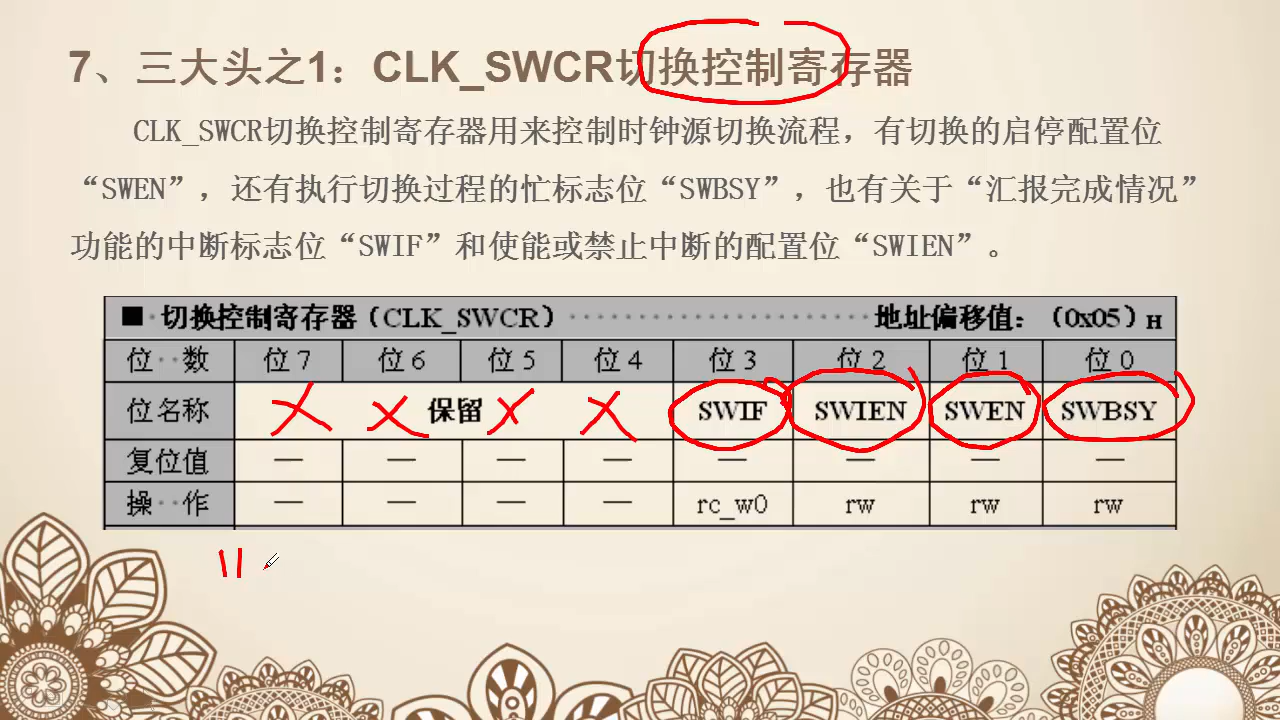 7、三大头之1：CLK_SWCR切换控制寄存器
CLK_SWCR切换控制寄存器用来控制时钟源切换流程，有切换的启停配置位
“SWEN”，还有执行切换过程的忙标志位“SWBSY”，也有关于“汇报完成情况”
功能的中断标志位“SWIF”和使能或禁止中断的配置位“SWIEN”。
■·切换控制寄存器（CLK_SWCR）····················地址偏移值：（0x05）H
位··数 位7 位6 位5 位4 位3 位2 位1 位0
位名称 保留 SWIF SWIEN SWEN SWBSY
复位值 — — — — — — — —
操··作 — — — — rc_w0 rw rw rw
11